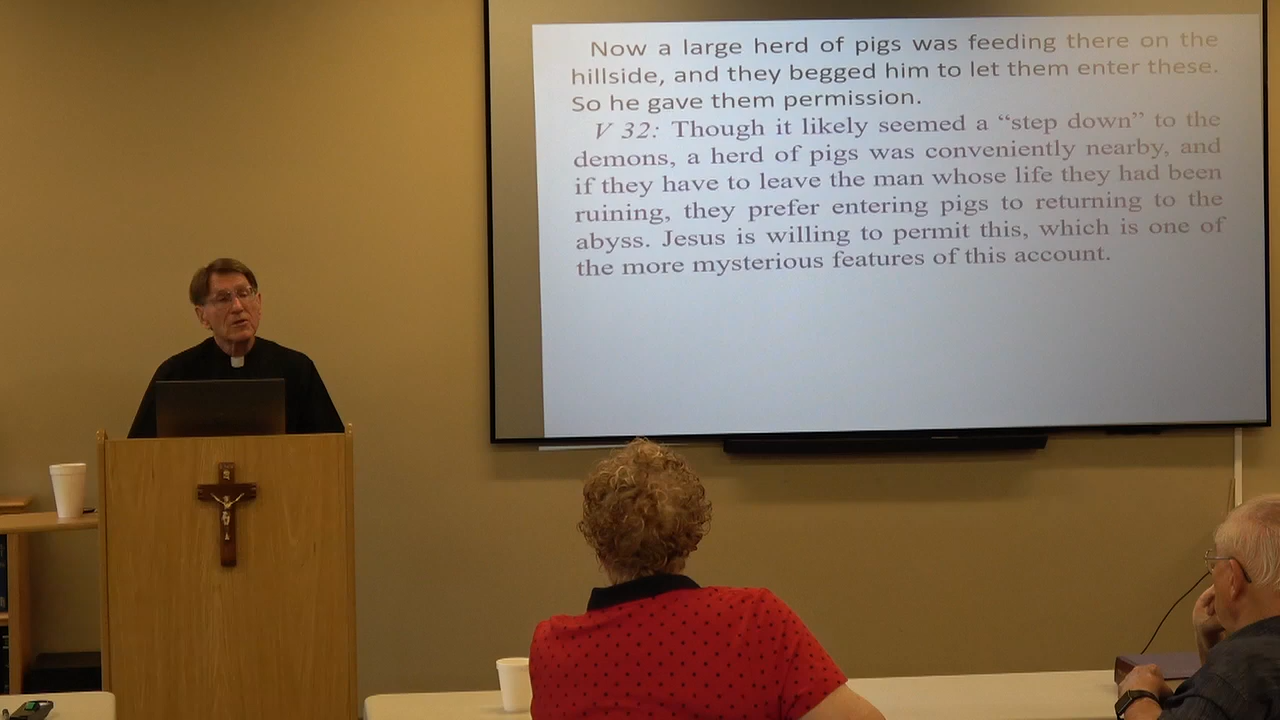 Now a large herd of pigs was feeding there on the
hillside, and they begged him to let them enter these.
So he gave them permission.
V 32: Though it likely seemed a “step down” to the
demons, a herd of pigs was conveniently nearby, and
if they have to leave the man whose life they had been
ruining, they prefer entering pigs to returning to the
abyss. Jesus is willing to permit this, which is one of
the more mysterious features of this account.